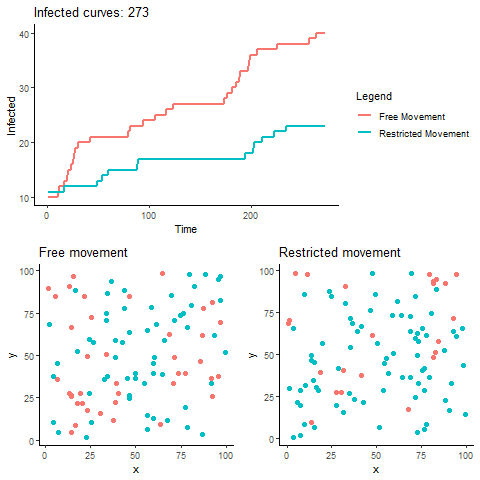 Infected curves: 273
40
30
20
10
Infected
0
100
200
Time
Legend
Free Movement
Restricted Movement
Free movement
100
75
50
25
0
y
0
25
50
75
100
x
Restricted movement
100
75
50
25
0
y
0
25
50
75
100
x